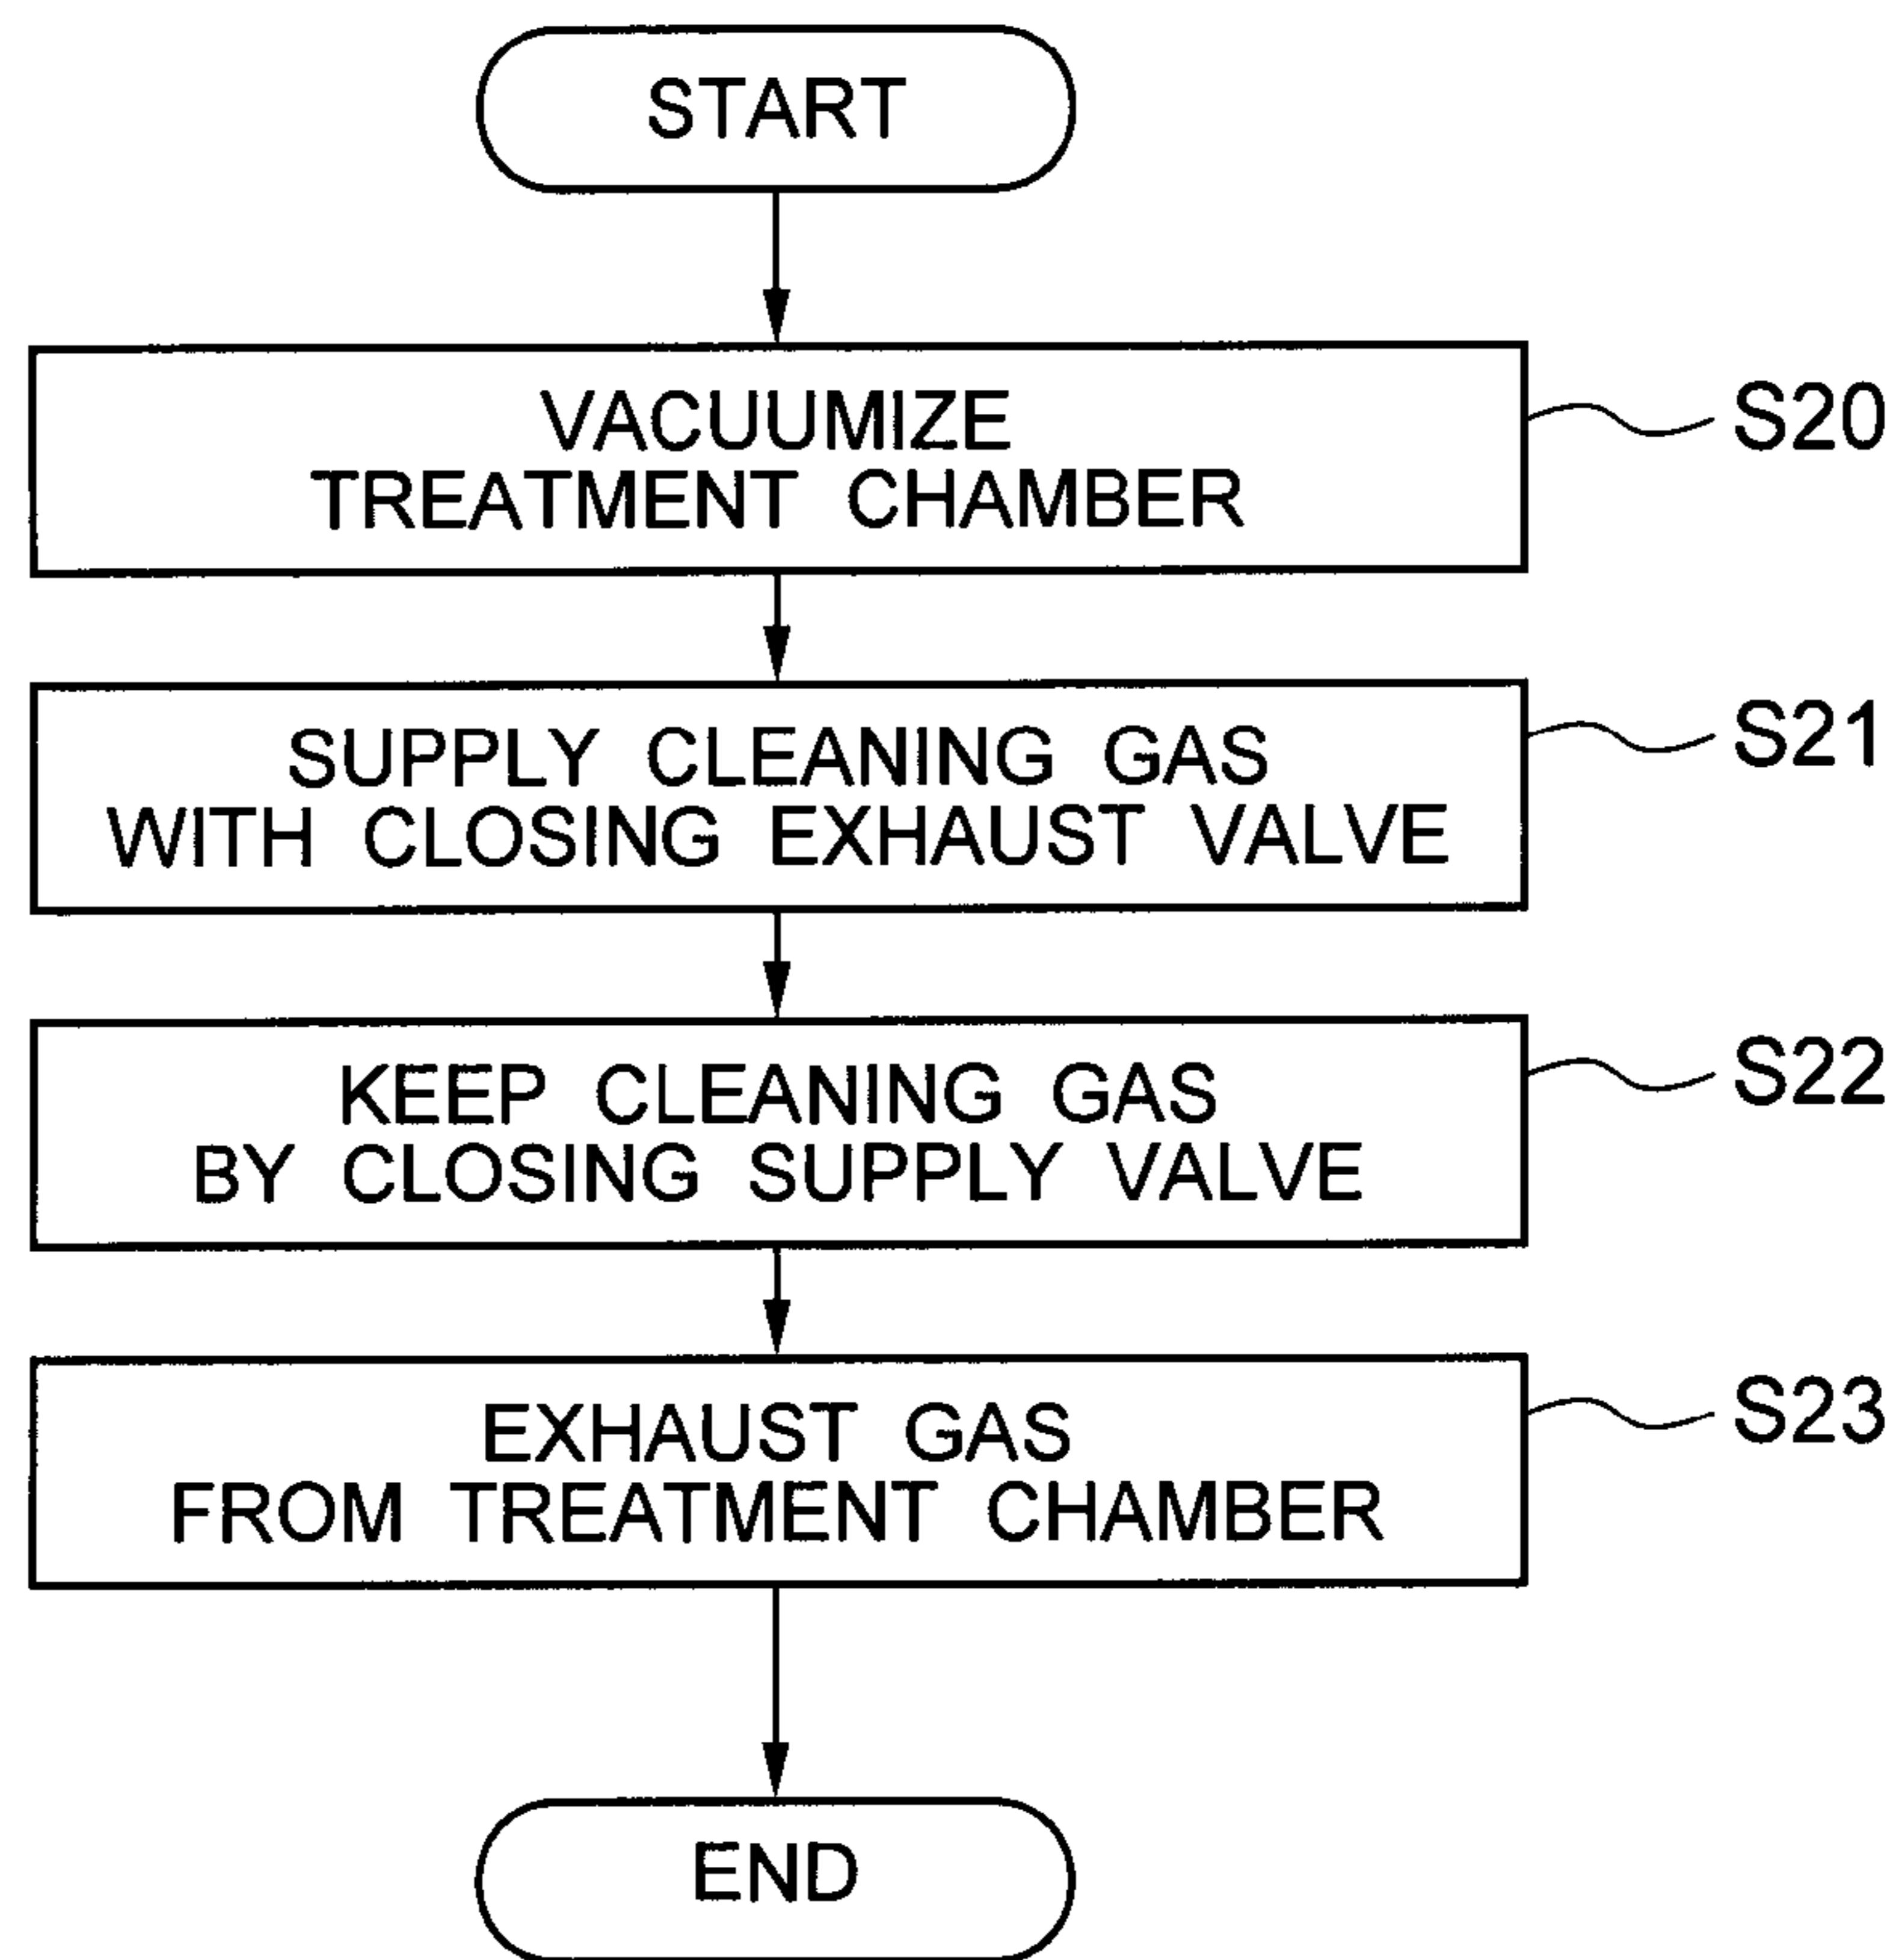 START
VACUUMIZE
TREATMENT CHAMBER
S20
SUPPLY CLEANING GAS
WITH CLOSING EXHAUST VALVE
S21
KEEP CLEANING GAS
BY CLOSING SUPPLY VALVE
S22
EXHAUST GAS
FROM TREATMENT CHAMBER
S23
END